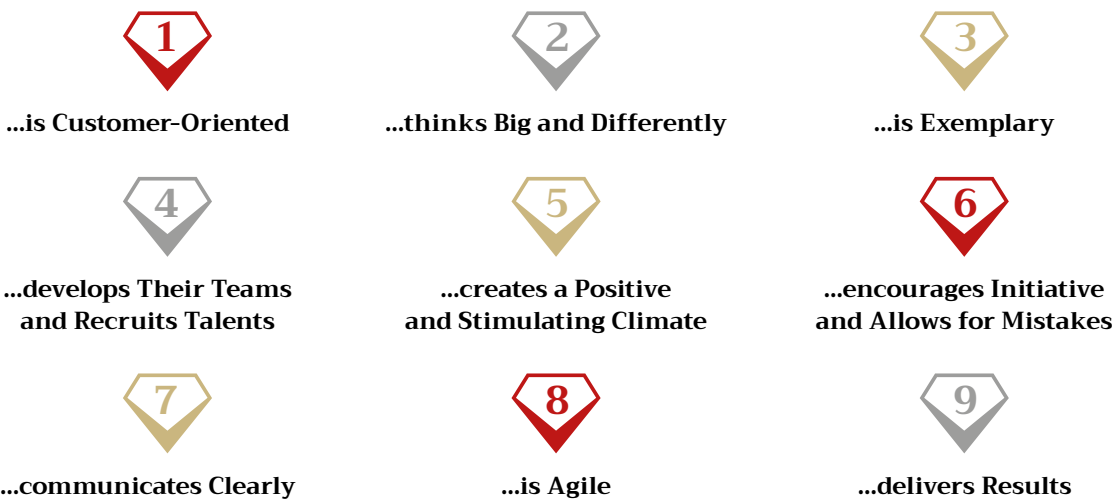 1
2
3
...is Customer-Oriented
...thinks Big and Differently
...is Exemplary
4
5
6
...develops Their Teams
and Recruits Talents
...creates a Positive
and Stimulating Climate
...encourages Initiative
and Allows for Mistakes
7
8
9
...communicates Clearly
...is Agile
...delivers Results